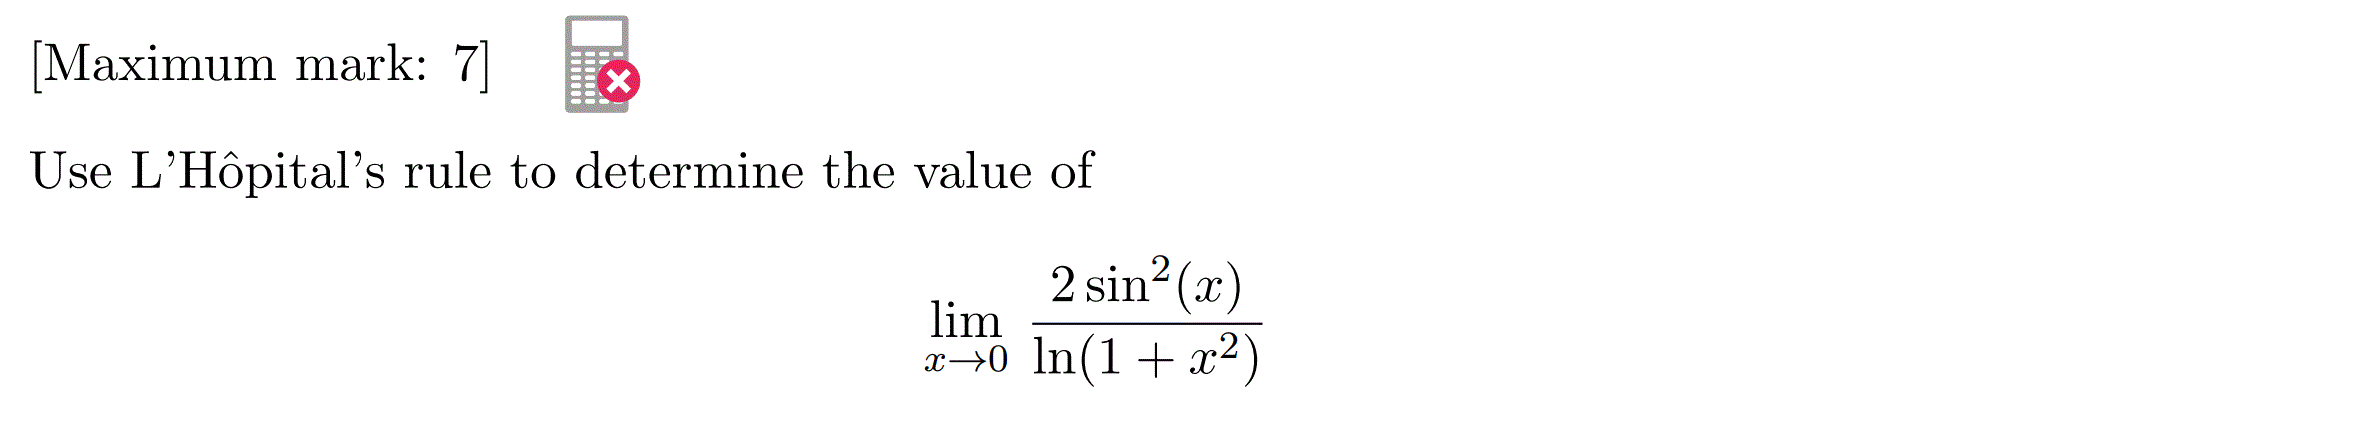 [Maximum mark: 7]
Use L'Hôpital's rule to determine the value of
lim x→0 2 sin²(x) / ln(1 + x²)